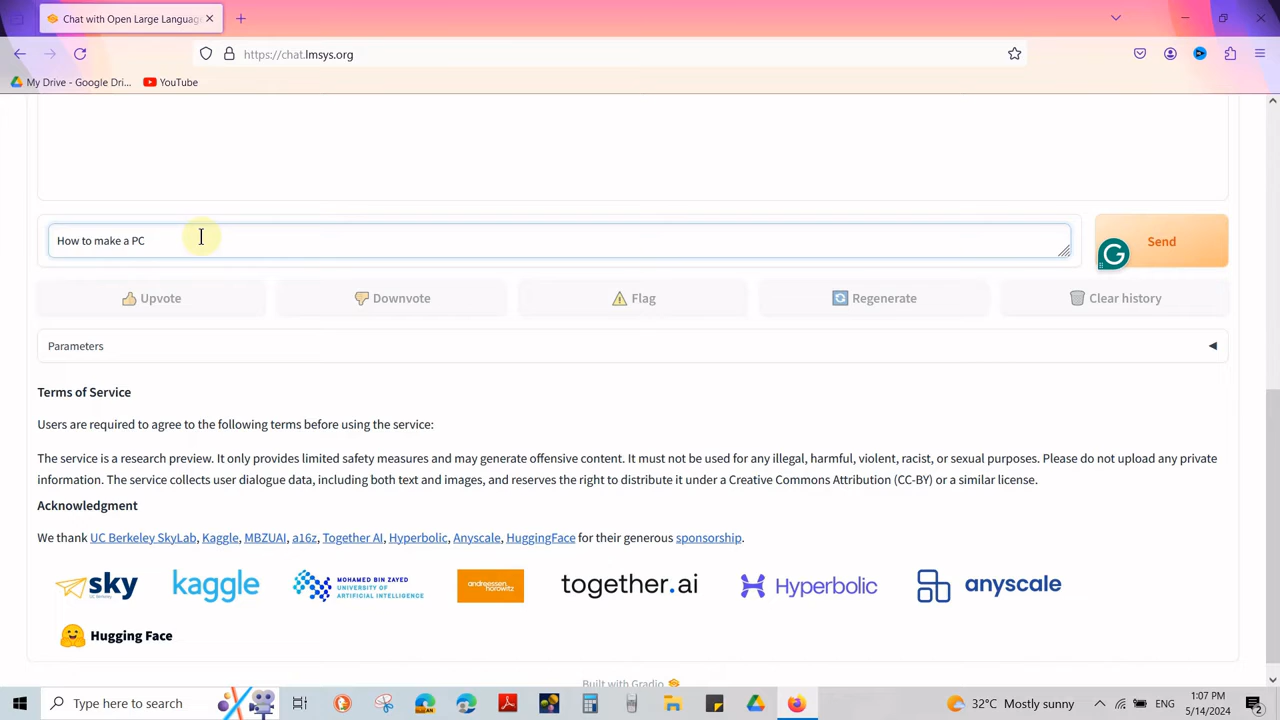 Chat with Open Large Language
https://chat.lmsys.org
My Drive - Google Dri...
YouTube
How to make a PC
Send
Upvote
Downvote
Flag
Regenerate
Clear history
Parameters
Terms of Service
Users are required to agree to the following terms before using the service:
The service is a research preview. It only provides limited safety measures and may generate offensive content. It must not be used for any illegal, harmful, violent, racist, or sexual purposes. Please do not upload any private
information. The service collects user dialogue data, including both text and images, and reserves the right to distribute it under a Creative Commons Attribution (CC-BY) or a similar license.
Acknowledgment
We thank UC Berkeley SkyLab, Kaggle, MBZUAI, a16z, Together AI, Hyperbolic, Anyscale, HuggingFace for their generous sponsorship.
sky
UC Berkeley
kaggle
MOHAMED BIN ZAYED
UNIVERSITY OF
ARTIFICIAL INTELLIGENCE
andreessen
horowitz
together.ai
Hyperbolic
anyscale
Hugging Face
Built with Gradio
Type here to search
32°C Mostly sunny
ENG
1:07 PM
5/14/2024
2